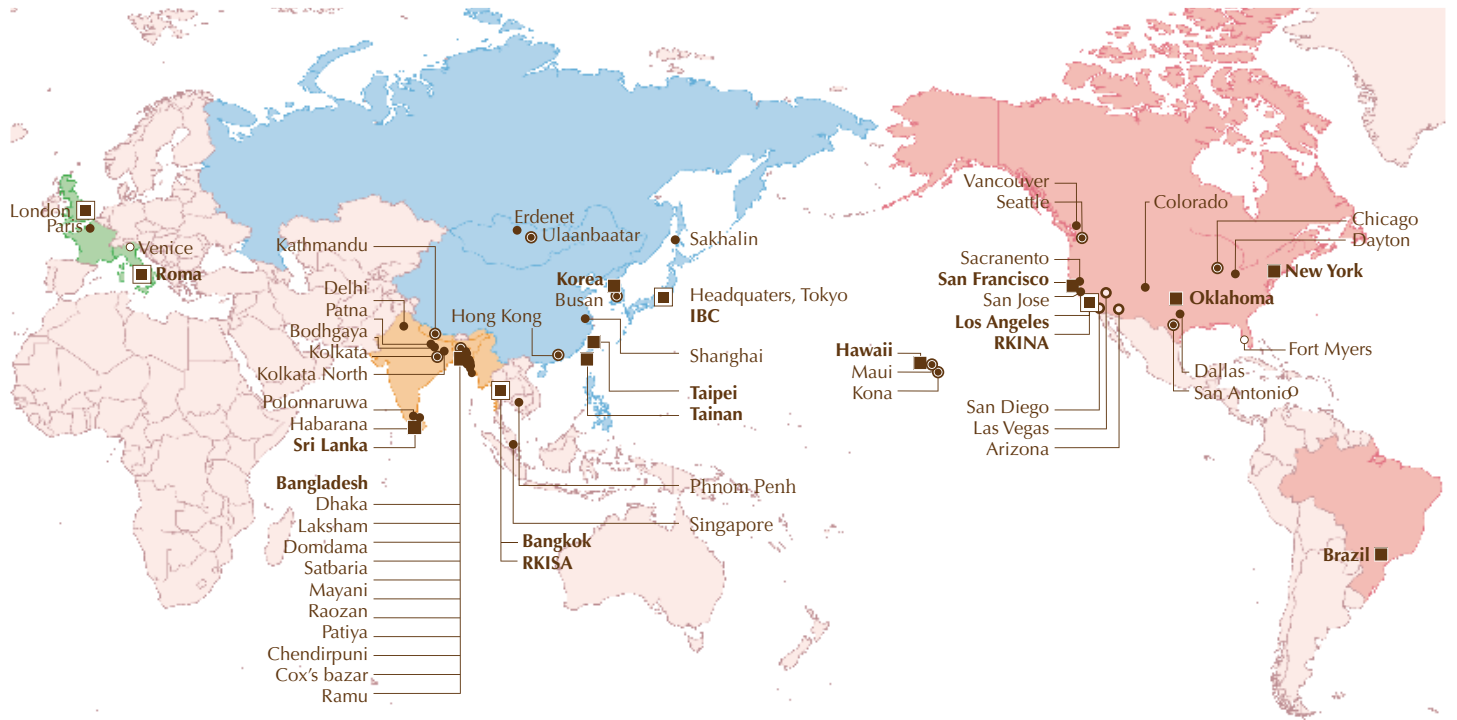 London
Paris
Venice
Roma
Kathmandu
Delhi
Patna
Bodhgaya
Kolkata
Kolkata North
Polonnaruwa
Habarana
Sri Lanka
Bangladesh
Dhaka
Laksham
Domdama
Satbaria
Mayani
Raozan
Patiya
Chendirpuni
Cox's bazar
Ramu
Erdenet
Ulaanbaatar
Sakhalin
Korea
Busan
Headquaters, Tokyo
IBC
Hong Kong
Shanghai
Taipei
Tainan
Phnom Penh
Singapore
Bangkok
RKISA
Hawaii
Maui
Kona
Vancouver
Seattle
Sacranento
San Francisco
San Jose
Los Angeles
RKINA
San Diego
Las Vegas
Arizona
Colorado
Chicago
Dayton
New York
Oklahoma
Fort Myers
Dallas
San Antonio
Brazil